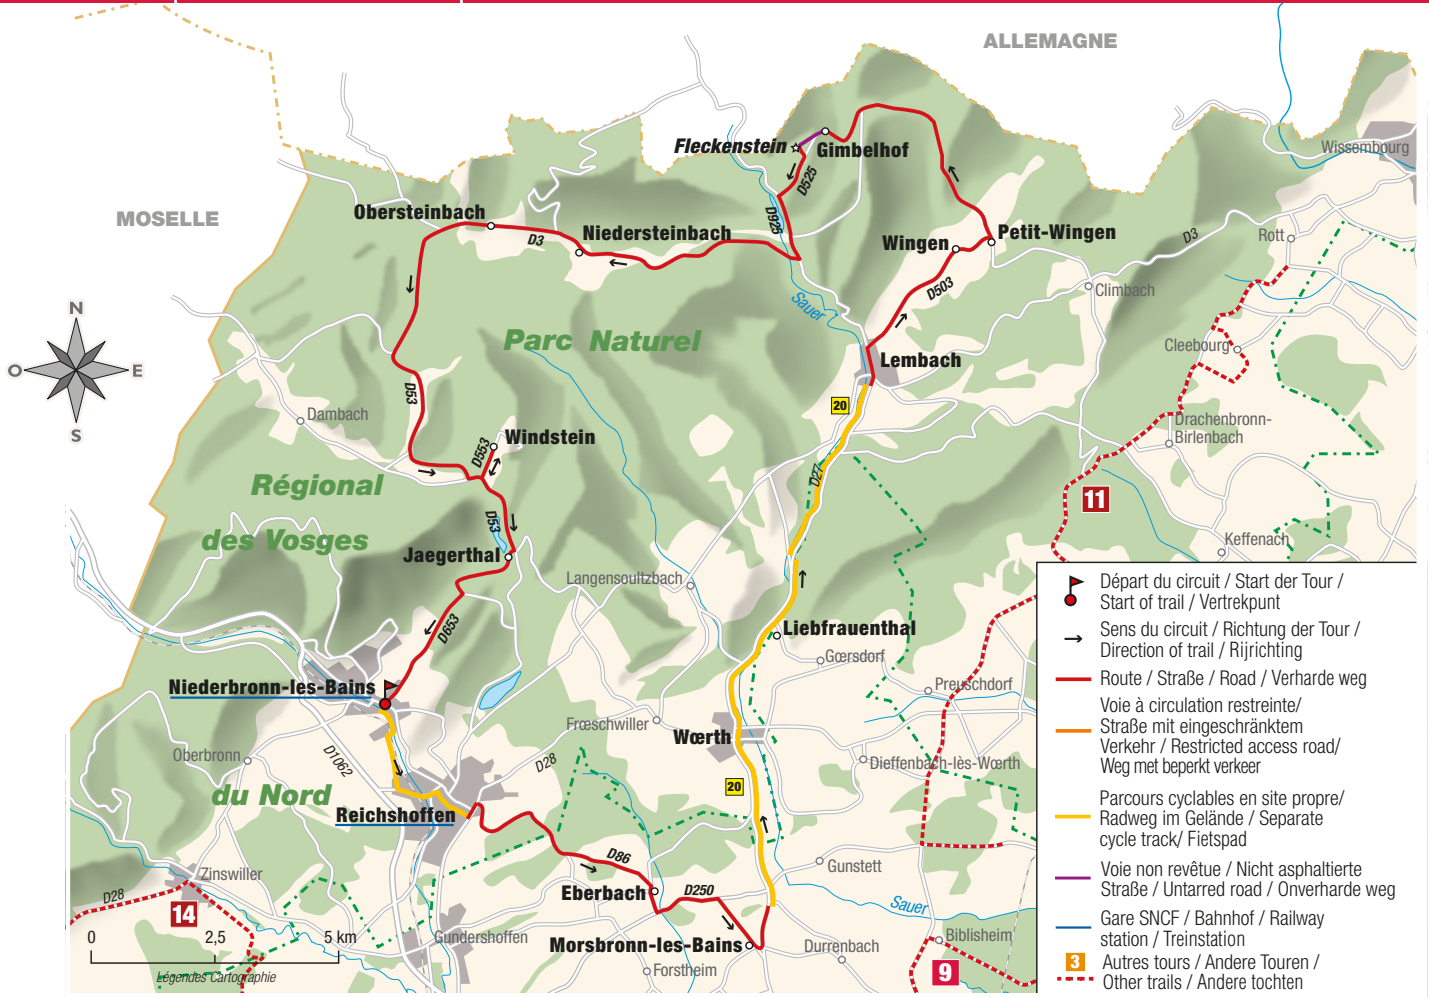 ALLEMAGNE
MOSELLE
Fleckenstein
Gimbelhof
Wissembourg
D525
D925
Obersteinbach
D3
Niedersteinbach
Wingen
Petit-Wingen
D3
Rott
N
O
E
S
Sauer
D503
Climbach
Parc Naturel
Lembach
Cleebourg
D53
20
Dambach
Windstein
D553
Drachenbronn-
Birlenbach
Régional
des Vosges
D27
11
D53
Jaegerthal
Keffenach
Langensoultzbach
D653
Liebfrauenthal
Gœrsdorf
Niederbronn-les-Bains
Preuschdorf
Frœschwiller
Wœrth
Oberbronn
D1062
D28
Dieffenbach-lès-Wœrth
du Nord
Reichshoffen
20
D86
Gunstett
Zinswiller
Eberbach
D250
D28
14
Sauer
0 2,5 5 km
Gundershoffen
Morsbronn-les-Bains
Durrenbach
Biblisheim
Forstheim
9
Légendes Cartographie
Départ du circuit / Start der Tour /
Start of trail / Vertrekpunt
Sens du circuit / Richtung der Tour /
Direction of trail / Rijrichting
Route / Straße / Road / Verharde weg
Voie à circulation restreinte/
Straße mit eingeschränktem
Verkehr / Restricted access road/
Weg met beperkt verkeer
Parcours cyclables en site propre/
Radweg im Gelände / Separate
cycle track/ Fietspad
Voie non revêtue / Nicht asphaltierte
Straße / Untarred road / Onverharde weg
Gare SNCF / Bahnhof / Railway
station / Treinstation
3
Autres tours / Andere Touren /
Other trails / Andere tochten